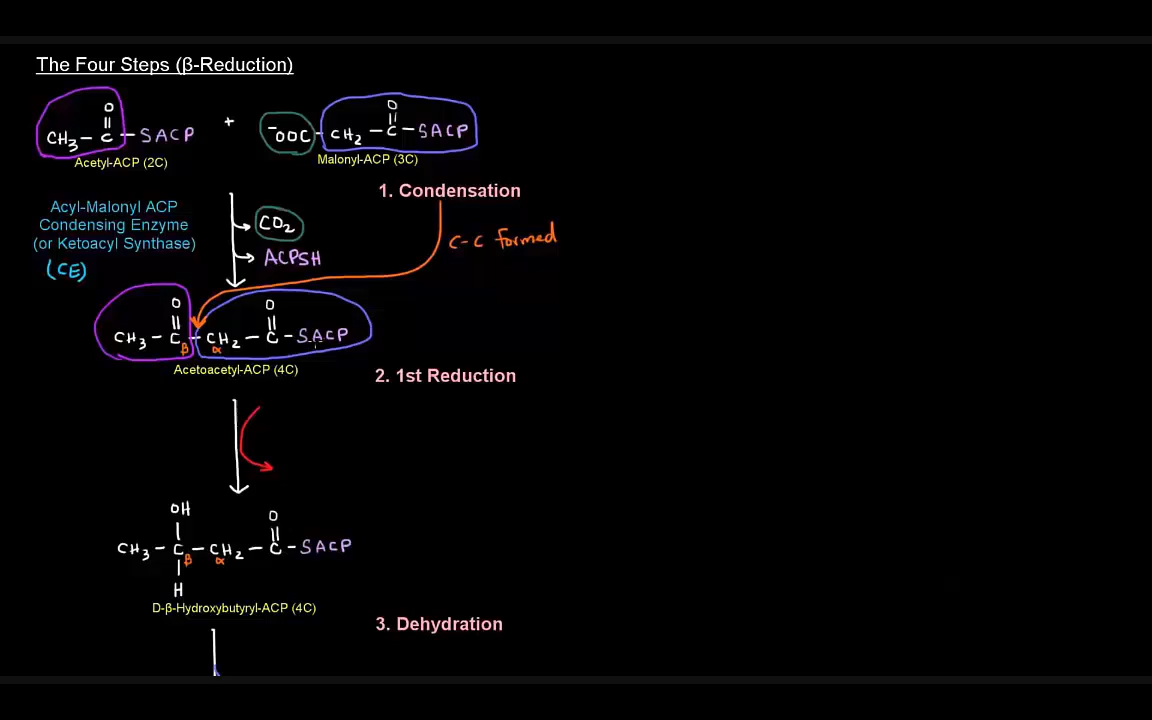 The Four Steps (β-Reduction)
CH₃ – C – SACP + ⁻OOC – CH₂ – C – SACP
O O
Acetyl-ACP (2C)
Malonyl-ACP (3C)
1. Condensation
Acyl-Malonyl ACP
Condensing Enzyme
(or Ketoacyl Synthase)
(CE)
CO₂
ACPSH
C-C formed
O O
CH₃ – C – CH₂ – C – SACP
β α
Acetoacetyl-ACP (4C)
2. 1st Reduction
OH O
CH₃ – C – CH₂ – C – SACP
β α
H
D-β-Hydroxybutyryl-ACP (4C)
3. Dehydration